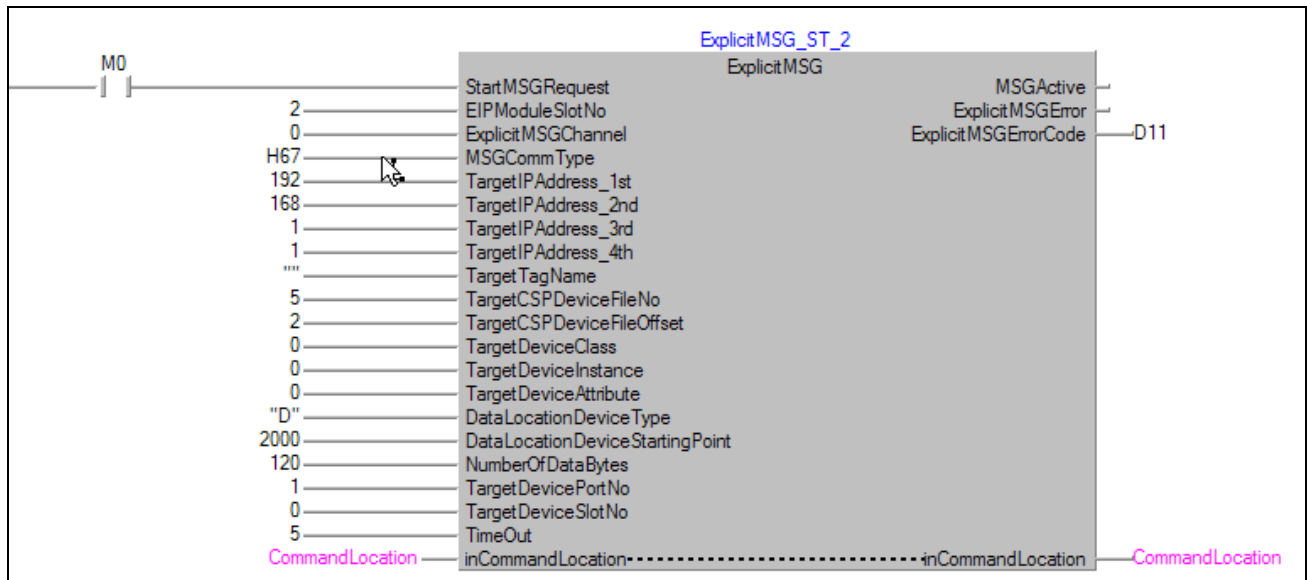 ExplicitMSG_ST_2
M0 ExplicitMSG
StartMSGRequest MSGActive
2 EIPModuleSlotNo ExplicitMSGError
0 ExplicitMSGChannel ExplicitMSGErrorCode D11
H67 MSGCommType
192 TargetIPAddress_1st
168 TargetIPAddress_2nd
1 TargetIPAddress_3rd
1 TargetIPAddress_4th
"" TargetTagName
5 TargetCSPDeviceFileNo
2 TargetCSPDeviceFileOffset
0 TargetDeviceClass
0 TargetDeviceInstance
0 TargetDeviceAttribute
"D" DataLocationDeviceType
2000 DataLocationDeviceStartingPoint
120 NumberOfDataBytes
1 TargetDevicePortNo
0 TargetDeviceSlotNo
5 TimeOut
CommandLocation inCommandLocation inCommandLocation CommandLocation